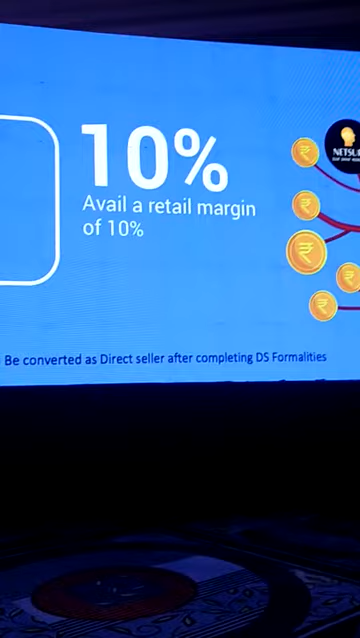 10%
Avail a retail margin
of 10%
Be converted as Direct seller after completing DS Formalities